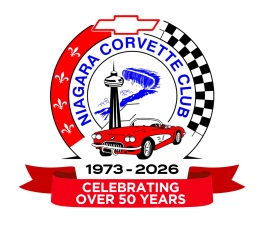 NIAGARA CORVETTE CLUB
1973 - 2026
CELEBRATING
OVER 50 YEARS